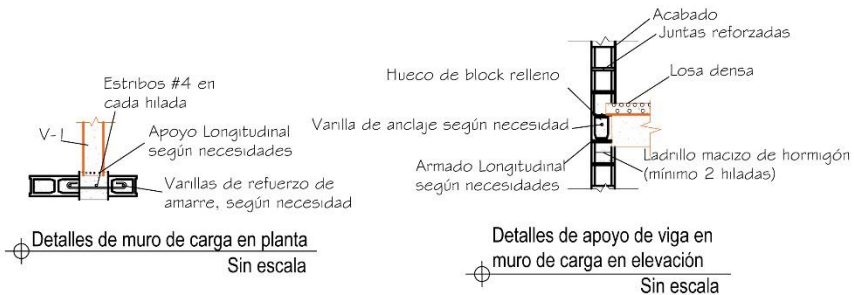 Estribos #4 en
cada hilada
V-1
Apoyo Longitudinal
según necesidades
Varillas de refuerzo de
amarre, según necesidad
Detalles de muro de carga en planta
Sin escala
Acabado
Juntas reforzadas
Hueco de block relleno
Losa densa
Varilla de anclaje según necesidad
Armado Longitudinal
según necesidades
Ladrillo macizo de hormigón
(mínimo 2 hiladas)
Detalles de apoyo de viga en
muro de carga en elevación
Sin escala